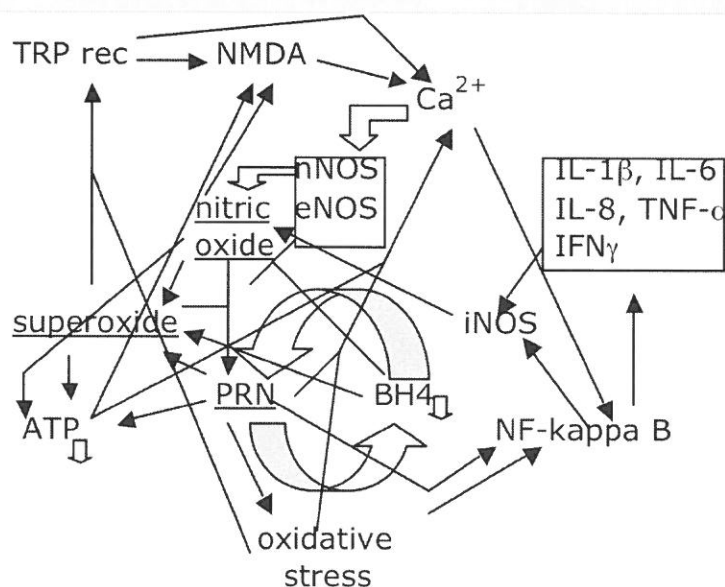 TRP rec NMDA
Ca2+
nNOS
eNOS
IL-1β, IL-6
IL-8, TNF-α
IFNγ
nitric
oxide
superoxide
iNOS
ATP
PRN
BH4
NF-kappa B
oxidative
stress